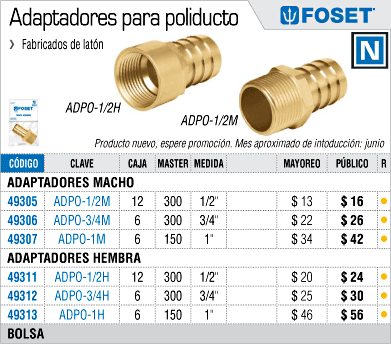 Adaptadores para poliducto
FOSET®
Fabricados de latón
N
ADPO-1/2H
ADPO-1/2M
FOSET
Producto nuevo, espere promoción. Mes aproximado de intoducción: junio
CÓDIGO CLAVE CAJA MASTER MEDIDA MAYOREO PÚBLICO R
ADAPTADORES MACHO
49305 ADPO-1/2M 12 300 1/2" $ 13 $ 16
49306 ADPO-3/4M 6 300 3/4" $ 22 $ 26
49307 ADPO-1M 6 150 1" $ 34 $ 42
ADAPTADORES HEMBRA
49311 ADPO-1/2H 12 300 1/2" $ 20 $ 24
49312 ADPO-3/4H 6 300 3/4" $ 25 $ 30
49313 ADPO-1H 6 150 1" $ 46 $ 56
BOLSA